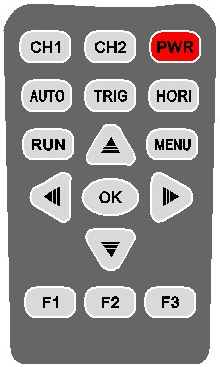 CH1 CH2 PWR
AUTO TRIG HORI
RUN MENU
OK
F1 F2 F3